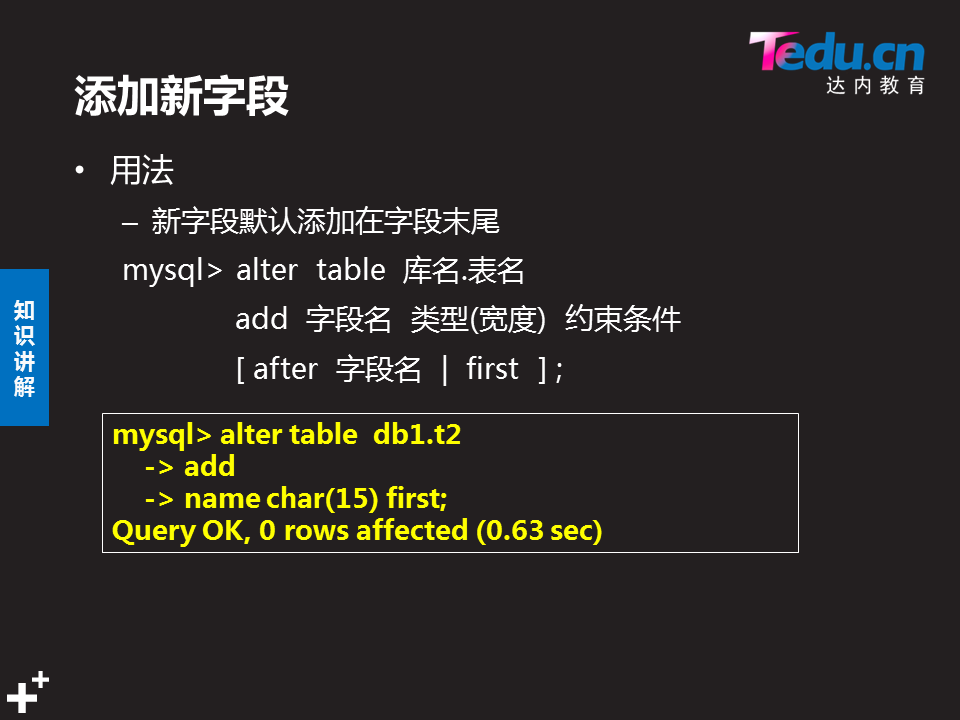 Tedu.cn
达内教育
添加新字段
• 用法
– 新字段默认添加在字段末尾
mysql> alter table 库名.表名
add 字段名 类型(宽度) 约束条件
[ after 字段名 | first ] ;
知识讲解
mysql> alter table db1.t2
-> add
-> name char(15) first;
Query OK, 0 rows affected (0.63 sec)